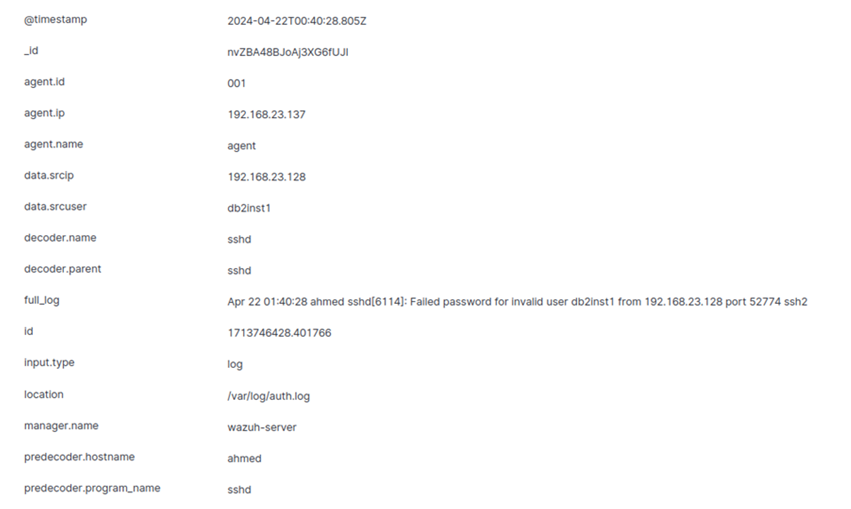 @timestamp 2024-04-22T00:40:28.805Z
_id nvZBA48BJoAj3XG6fUJI
agent.id 001
agent.ip 192.168.23.137
agent.name agent
data.srcip 192.168.23.128
data.srcuser db2inst1
decoder.name sshd
decoder.parent sshd
full_log Apr 22 01:40:28 ahmed sshd[6114]: Failed password for invalid user db2inst1 from 192.168.23.128 port 52774 ssh2
id 1713746428.401766
input.type log
location /var/log/auth.log
manager.name wazuh-server
predecoder.hostname ahmed
predecoder.program_name sshd